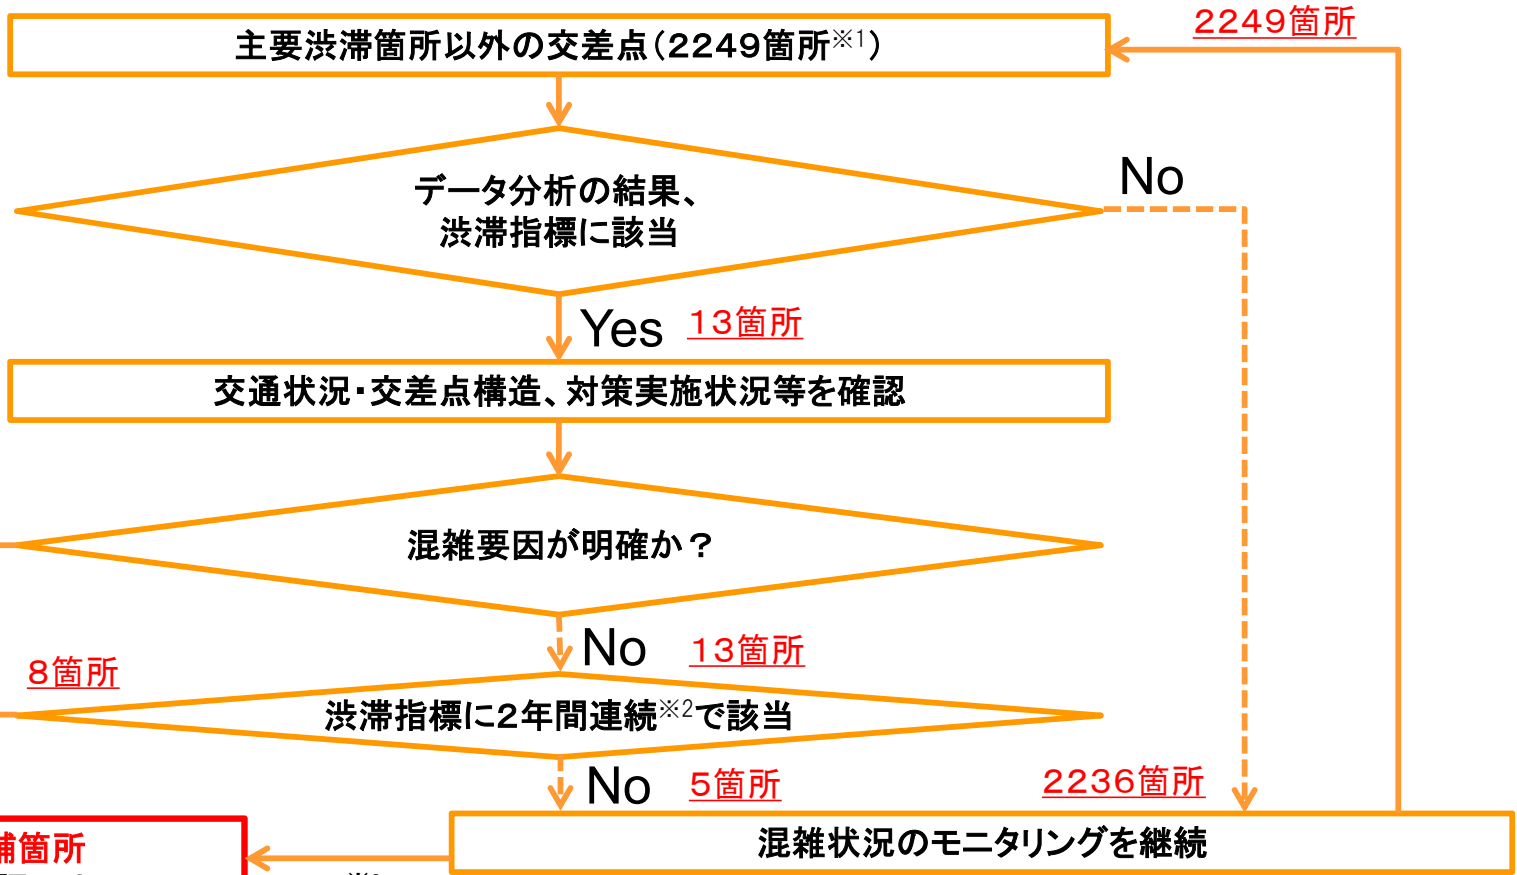 2249箇所
主要渋滞箇所以外の交差点(2249箇所※1)
データ分析の結果、
渋滞指標に該当
No
Yes 13箇所
交通状況・交差点構造、対策実施状況等を確認
混雑要因が明確か?
No 13箇所
8箇所
渋滞指標に2年間連続※2で該当
No 5箇所
2236箇所
混雑状況のモニタリングを継続
補箇所